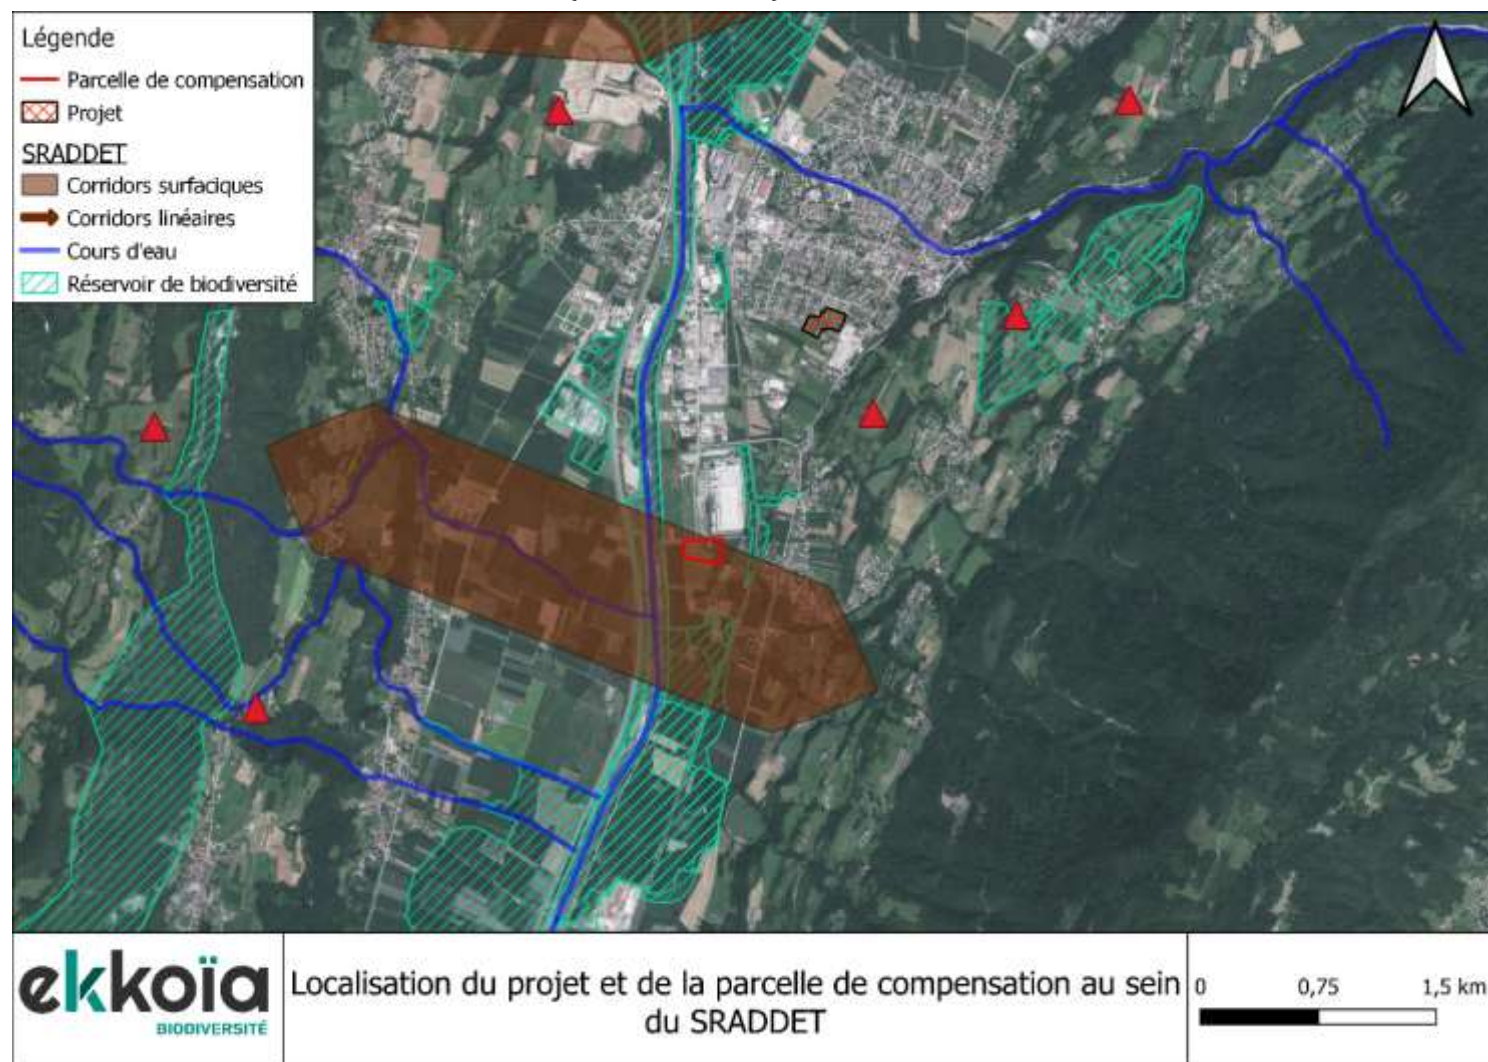 Légende
Parcelle de compensation
Projet
SRADDET
Corridors surfaciques
Corridors linéaires
Cours d'eau
Réservoir de biodiversité
ekkoïa
BIODIVERSITÉ
Localisation du projet et de la parcelle de compensation au sein
du SRADDET
0 0,75 1,5 km